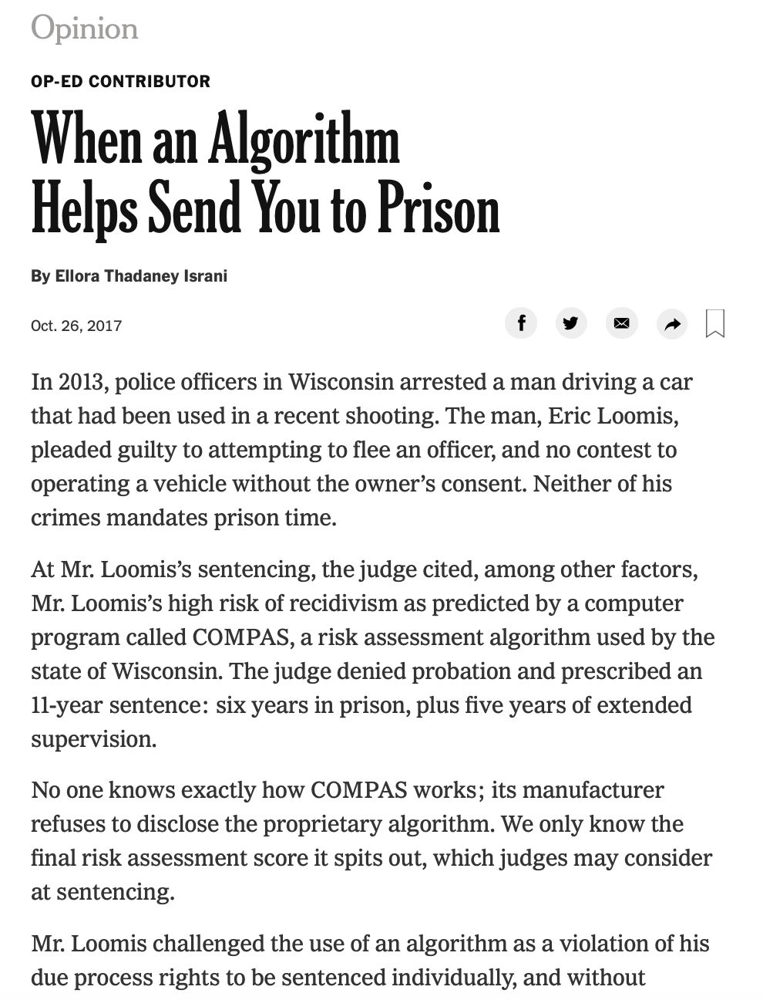 Opinion
OP-ED CONTRIBUTOR
When an Algorithm
Helps Send You to Prison
By Ellora Thadaney Israni
Oct. 26, 2017
In 2013, police officers in Wisconsin arrested a man driving a car
that had been used in a recent shooting. The man, Eric Loomis,
pleaded guilty to attempting to flee an officer, and no contest to
operating a vehicle without the owner’s consent. Neither of his
crimes mandates prison time.
At Mr. Loomis’s sentencing, the judge cited, among other factors,
Mr. Loomis’s high risk of recidivism as predicted by a computer
program called COMPAS, a risk assessment algorithm used by the
state of Wisconsin. The judge denied probation and prescribed an
11-year sentence: six years in prison, plus five years of extended
supervision.
No one knows exactly how COMPAS works; its manufacturer
refuses to disclose the proprietary algorithm. We only know the
final risk assessment score it spits out, which judges may consider
at sentencing.
Mr. Loomis challenged the use of an algorithm as a violation of his
due process rights to be sentenced individually, and without